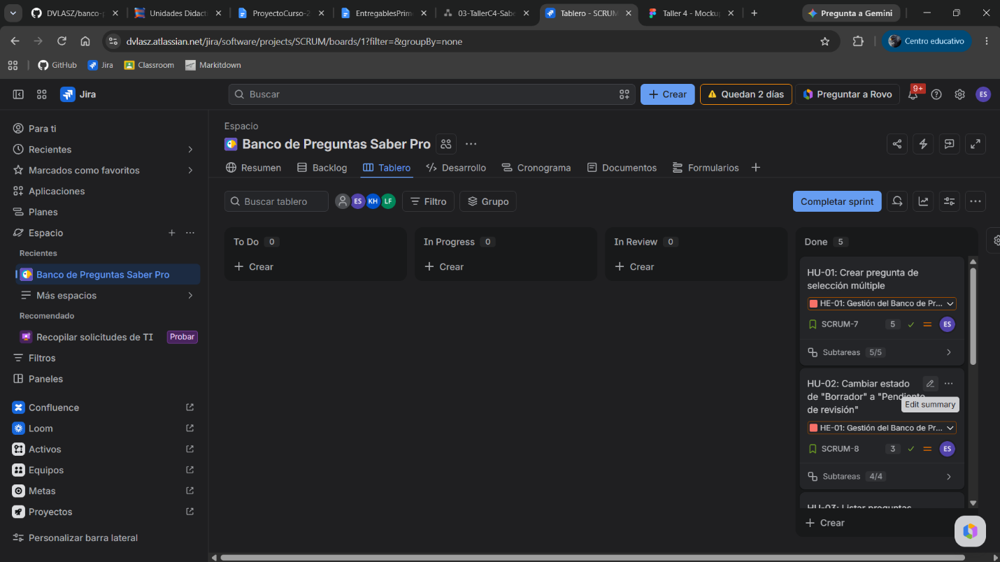 DVLASZ/banco-p
Unidades Didact
ProyectoCurso-2
EntregablesPrim
03-TallerC4-Sabe
Tablero - SCRUM
Taller 4 - Mocku
Pregunta a Gemini
dvlasz.atlassian.net/jira/software/projects/SCRUM/boards/1?filter=&groupBy=none
Centro educativo
GitHub
Jira
Classroom
Markitdown
Jira
Buscar
Crear
Quedan 2 días
Preguntar a Rovo
9+
ES
Para ti
Recientes
Marcados como favoritos
Aplicaciones
Planes
Espacio
Recientes
Banco de Preguntas Saber Pro
Más espacios
Recomendado
Recopilar solicitudes de TI
Probar
Filtros
Paneles
Confluence
Loom
Activos
Equipos
Metas
Proyectos
Personalizar barra lateral
Espacio
Banco de Preguntas Saber Pro
Resumen
Backlog
Tablero
Desarrollo
Cronograma
Documentos
Formularios
Buscar tablero
ES
KH
LF
Filtro
Grupo
Completar sprint
To Do 0
Crear
In Progress 0
Crear
In Review 0
Crear
Done 5
HU-01: Crear pregunta de
selección múltiple
HE-01: Gestión del Banco de Pr...
SCRUM-7 5 ES
Subtareas 5/5
HU-02: Cambiar estado
de "Borrador" a "Pendiente
de revisión"
Edit summary
HE-01: Gestión del Banco de Pr...
SCRUM-8 3 ES
Subtareas 4/4
HU-03: Listar preguntas
Crear